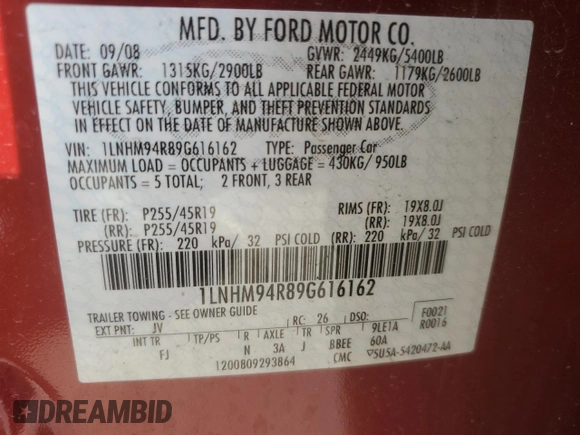 MFD. BY FORD MOTOR CO.
DATE: 09/08 GVWR: 2449KG/5400LB
FRONT GAWR: 1315KG/2900LB REAR GAWR: 1179KG/2600LB
THIS VEHICLE CONFORMS TO ALL APPLICABLE FEDERAL MOTOR
VEHICLE SAFETY, BUMPER, AND THEFT PREVENTION STANDARDS
IN EFFECT ON THE DATE OF MANUFACTURE SHOWN ABOVE.
VIN: 1LNHM94R89G616162 TYPE: Passenger Car
MAXIMUM LOAD = OCCUPANTS + LUGGAGE = 430KG/ 950LB
OCCUPANTS = 5 TOTAL; 2 FRONT, 3 REAR
TIRE (FR): P255/45R19 RIMS (FR): 19X8.0J
(RR): P255/45R19 (RR): 19X8.0J
PRESSURE (FR): 220 kPa/ 32 PSI COLD (RR): 220 kPa/ 32 PSI COLD
1LNHM94R89G616162
TRAILER TOWING - SEE OWNER GUIDE
EXT PNT: JV RC: 26 DSO: F0021
INT TR TP/PS R AXLE TR SPR 9LE1A R0016
FJ N 3A J BBEE 60A
1200809293864 CMC ▽5U5A-5420472-AA
DREAMBID